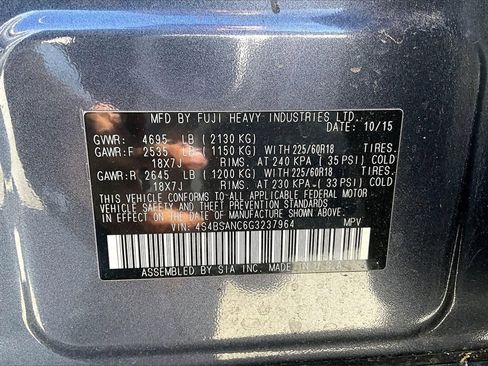 MFD BY FUJI HEAVY INDUSTRIES LTD.
DATE: 10/15
GVWR: 4695 LB (2130 KG)
GAWR:F 2535 LB (1150 KG) WITH 225/60R18 TIRES.
18X7J RIMS. AT 240 KPA (35 PSI) COLD
GAWR:R 2645 LB (1200 KG) WITH 225/60R18 TIRES.
18X7J RIMS. AT 230 KPA (33 PSI) COLD
THIS VEHICLE CONFORMS TO ALL APPLICABLE FEDERAL MOTOR
VEHICLE SAFETY AND THEFT PREVENTION STANDARDS IN
EFFECT ON THE DATE OF MANUFACTURE SHOWN ABOVE.
VIN: 4S4BSANC6G3237964 MPV
ASSEMBLED BY SIA INC. MADE IN